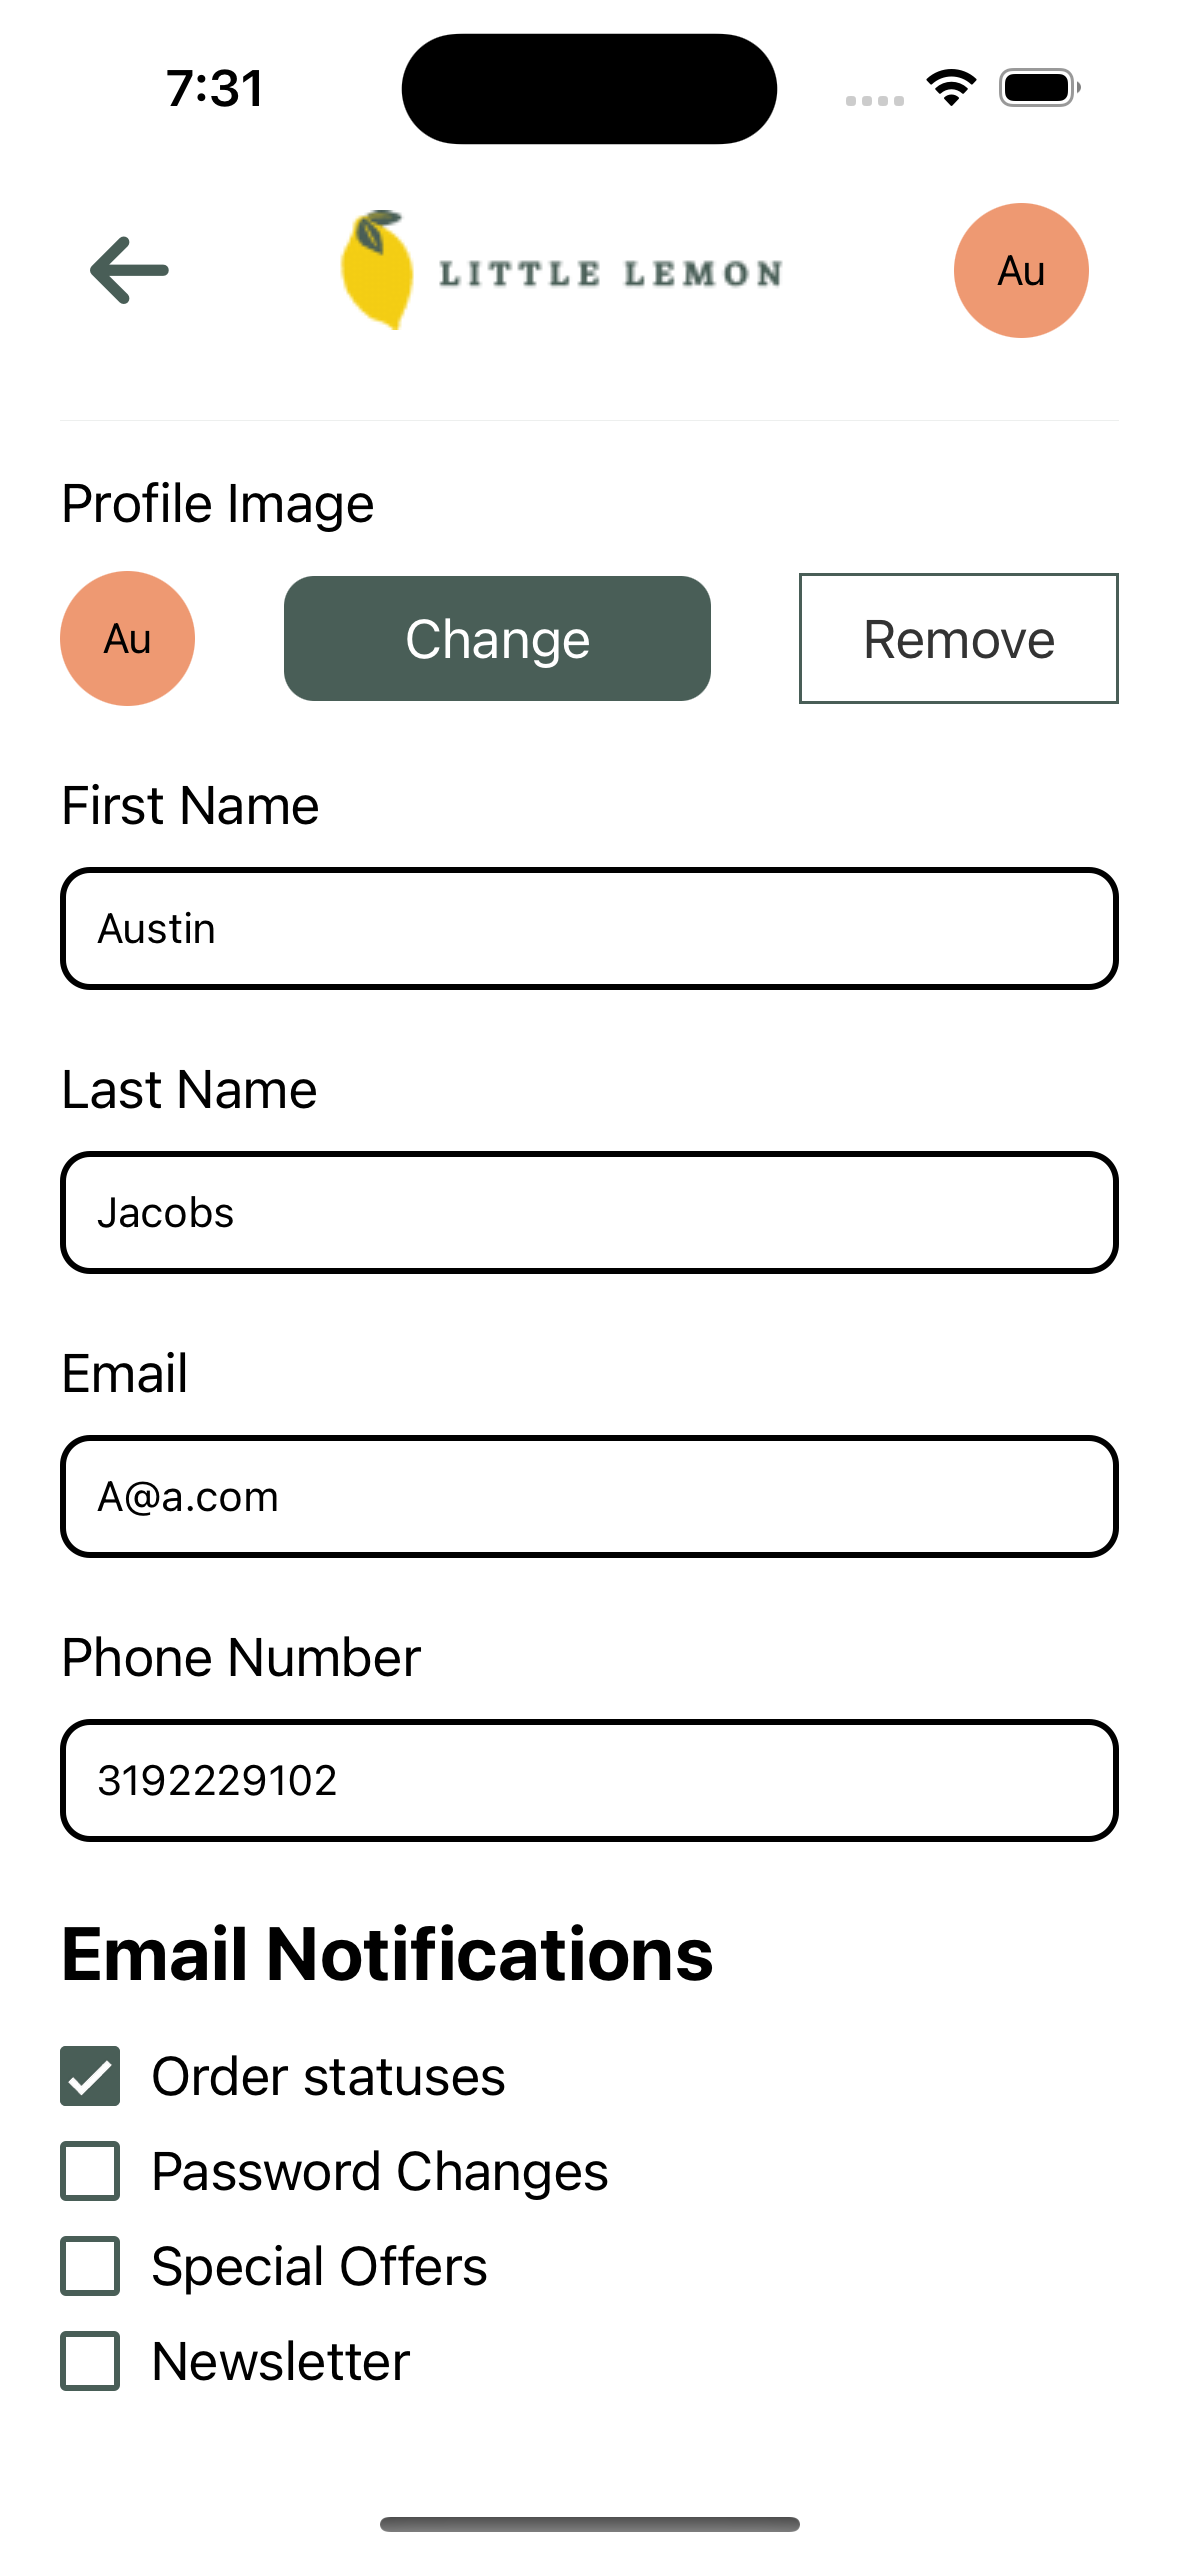 7:31
LITTLE LEMON
Au
Profile Image
Au
Change
Remove
First Name
Austin
Last Name
Jacobs
Email
A@a.com
Phone Number
3192229102
Email Notifications
Order statuses
Password Changes
Special Offers
Newsletter